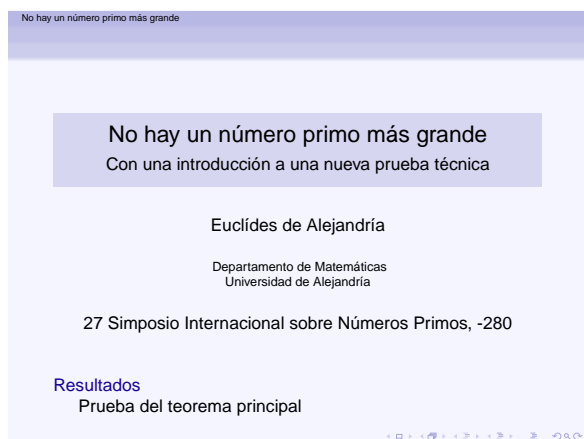 No hay un número primo más grande
No hay un número primo más grande
Con una introducción a una nueva prueba técnica
Euclídes de Alejandría
Departamento de Matemáticas
Universidad de Alejandría
27 Simposio Internacional sobre Números Primos, -280
Resultados
Prueba del teorema principal